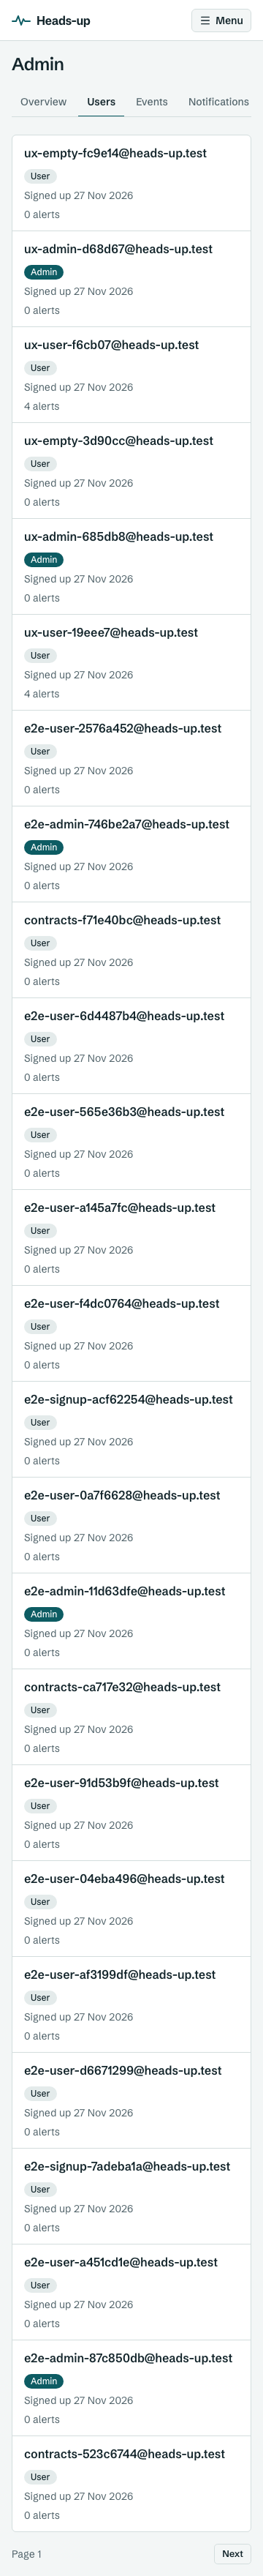 Heads-up
Menu
Admin
Overview Users Events Notifications
ux-empty-fc9e14@heads-up.test
User
Signed up 27 Nov 2026
0 alerts
ux-admin-d68d67@heads-up.test
Admin
Signed up 27 Nov 2026
0 alerts
ux-user-f6cb07@heads-up.test
User
Signed up 27 Nov 2026
4 alerts
ux-empty-3d90cc@heads-up.test
User
Signed up 27 Nov 2026
0 alerts
ux-admin-685db8@heads-up.test
Admin
Signed up 27 Nov 2026
0 alerts
ux-user-19eee7@heads-up.test
User
Signed up 27 Nov 2026
4 alerts
e2e-user-2576a452@heads-up.test
User
Signed up 27 Nov 2026
0 alerts
e2e-admin-746be2a7@heads-up.test
Admin
Signed up 27 Nov 2026
0 alerts
contracts-f71e40bc@heads-up.test
User
Signed up 27 Nov 2026
0 alerts
e2e-user-6d4487b4@heads-up.test
User
Signed up 27 Nov 2026
0 alerts
e2e-user-565e36b3@heads-up.test
User
Signed up 27 Nov 2026
0 alerts
e2e-user-a145a7fc@heads-up.test
User
Signed up 27 Nov 2026
0 alerts
e2e-user-f4dc0764@heads-up.test
User
Signed up 27 Nov 2026
0 alerts
e2e-signup-acf62254@heads-up.test
User
Signed up 27 Nov 2026
0 alerts
e2e-user-0a7f6628@heads-up.test
User
Signed up 27 Nov 2026
0 alerts
e2e-admin-11d63dfe@heads-up.test
Admin
Signed up 27 Nov 2026
0 alerts
contracts-ca717e32@heads-up.test
User
Signed up 27 Nov 2026
0 alerts
e2e-user-91d53b9f@heads-up.test
User
Signed up 27 Nov 2026
0 alerts
e2e-user-04eba496@heads-up.test
User
Signed up 27 Nov 2026
0 alerts
e2e-user-af3199df@heads-up.test
User
Signed up 27 Nov 2026
0 alerts
e2e-user-d6671299@heads-up.test
User
Signed up 27 Nov 2026
0 alerts
e2e-signup-7adeba1a@heads-up.test
User
Signed up 27 Nov 2026
0 alerts
e2e-user-a451cd1e@heads-up.test
User
Signed up 27 Nov 2026
0 alerts
e2e-admin-87c850db@heads-up.test
Admin
Signed up 27 Nov 2026
0 alerts
contracts-523c6744@heads-up.test
User
Signed up 27 Nov 2026
0 alerts
Page 1
Next